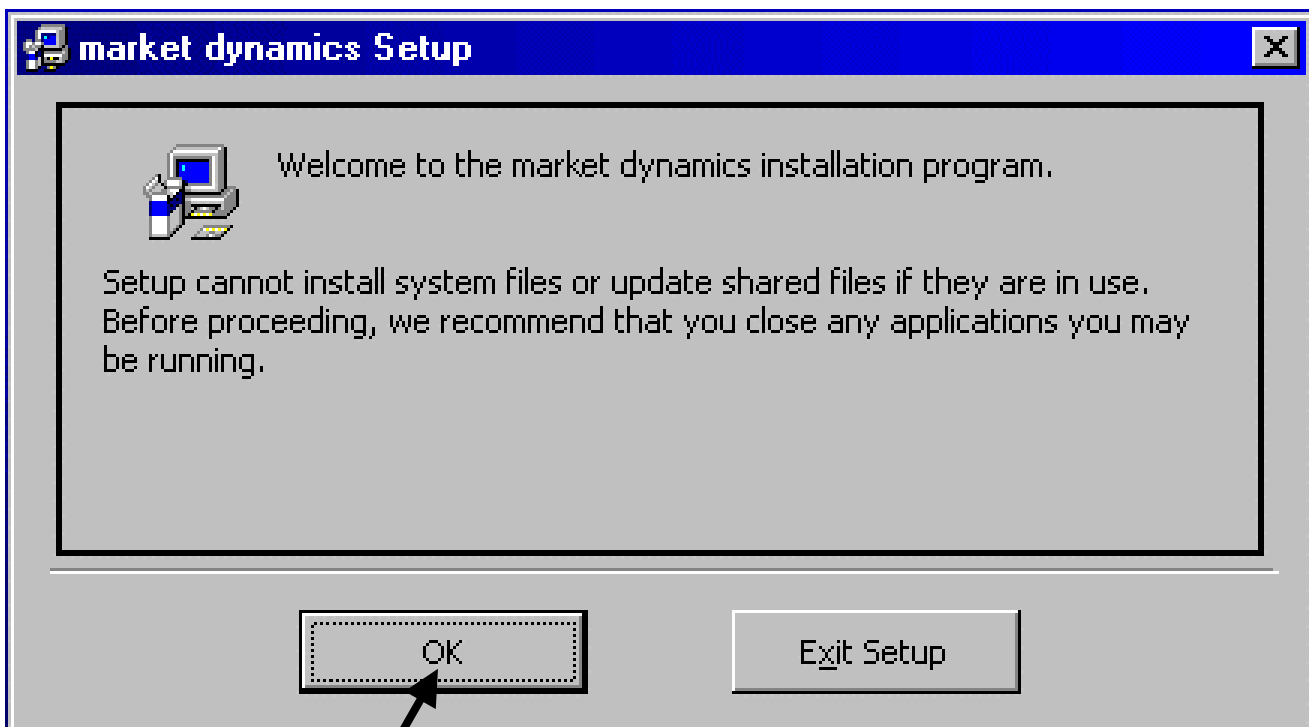 market dynamics Setup
Welcome to the market dynamics installation program.
Setup cannot install system files or update shared files if they are in use.
Before proceeding, we recommend that you close any applications you may
be running.
OK
Exit Setup